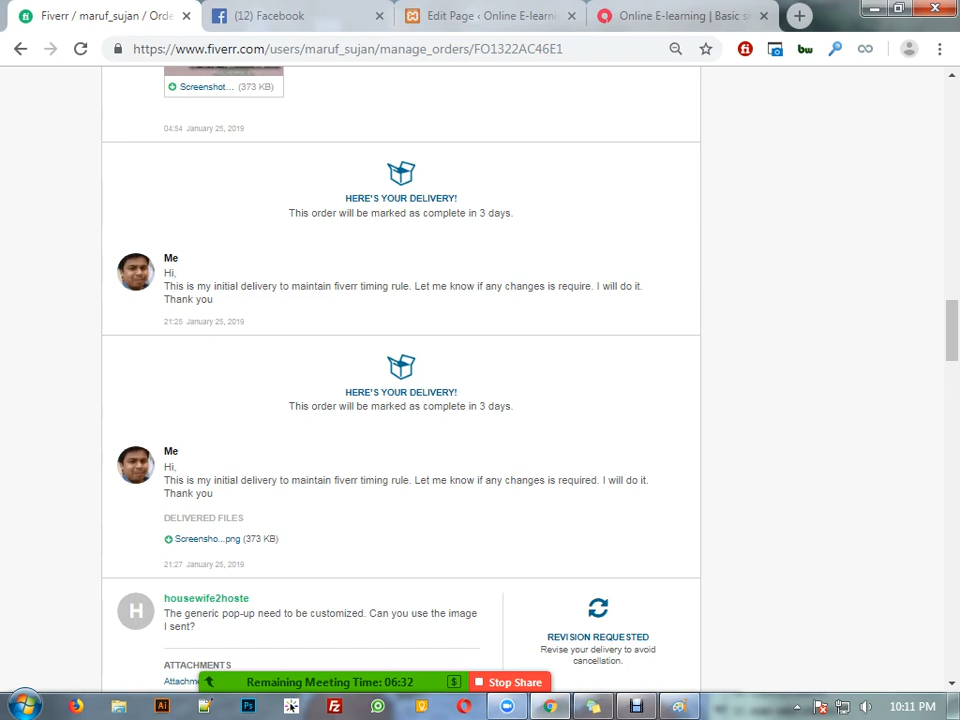 Fiverr / maruf_sujan / Orde
(12) Facebook
Edit Page ‹ Online E-learni
Online E-learning | Basic s
https://www.fiverr.com/users/maruf_sujan/manage_orders/FO1322AC46E1
Screenshot... (373 KB)
04:54 January 25, 2019
HERE'S YOUR DELIVERY!
This order will be marked as complete in 3 days.
Me
Hi,
This is my initial delivery to maintain fiverr timing rule. Let me know if any changes is require. I will do it.
Thank you
21:25 January 25, 2019
HERE'S YOUR DELIVERY!
This order will be marked as complete in 3 days.
Me
Hi,
This is my initial delivery to maintain fiverr timing rule. Let me know if any changes is required. I will do it.
Thank you
DELIVERED FILES
Screensho...png (373 KB)
21:27 January 25, 2019
H
housewife2hoste
The generic pop-up need to be customized. Can you use the image
I sent?
REVISION REQUESTED
Revise your delivery to avoid
cancellation.
ATTACHMENTS
Attachm
Remaining Meeting Time: 06:32
$
Stop Share
10:11 PM